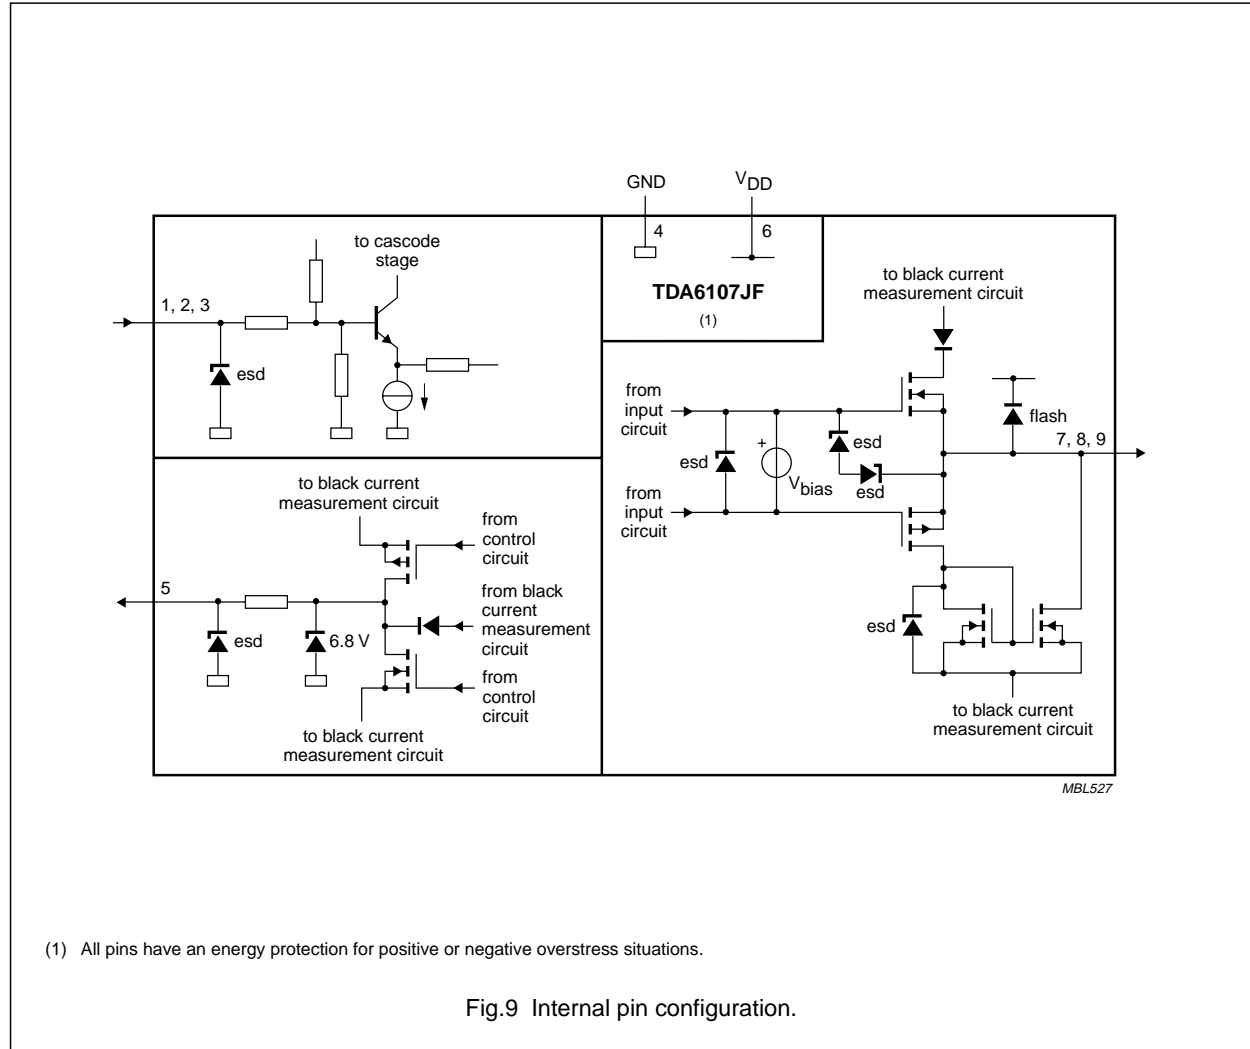 GND
VDD
4
6
TDA6107JF
(1)
to cascode
stage
1, 2, 3
esd
to black current
measurement circuit
from
input
circuit
flash
7, 8, 9
esd
esd
+
Vbias
esd
from
input
circuit
esd
to black current
measurement circuit
to black current
measurement circuit
from
control
circuit
5
from black
current
measurement
circuit
esd
6.8 V
from
control
circuit
to black current
measurement circuit
MBL527
(1) All pins have an energy protection for positive or negative overstress situations.
Fig.9 Internal pin configuration.